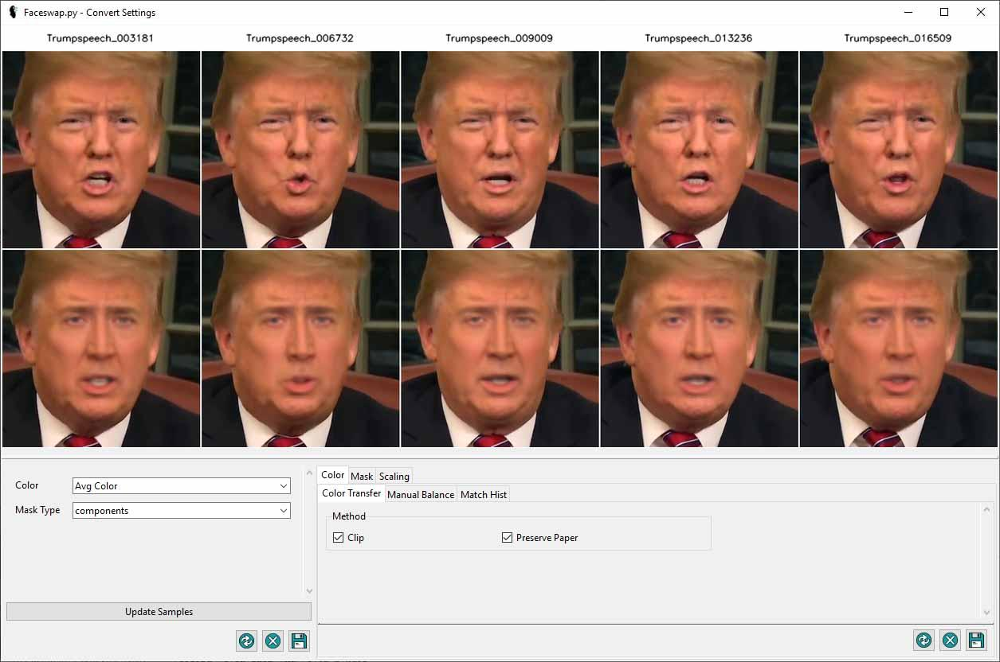 Faceswap.py - Convert Settings
Trumpspeech_003181 Trumpspeech_006732 Trumpspeech_009009 Trumpspeech_013236 Trumpspeech_016509
Color Avg Color
Mask Type components
Update Samples
Color Mask Scaling
Color Transfer Manual Balance Match Hist
Method
Clip Preserve Paper